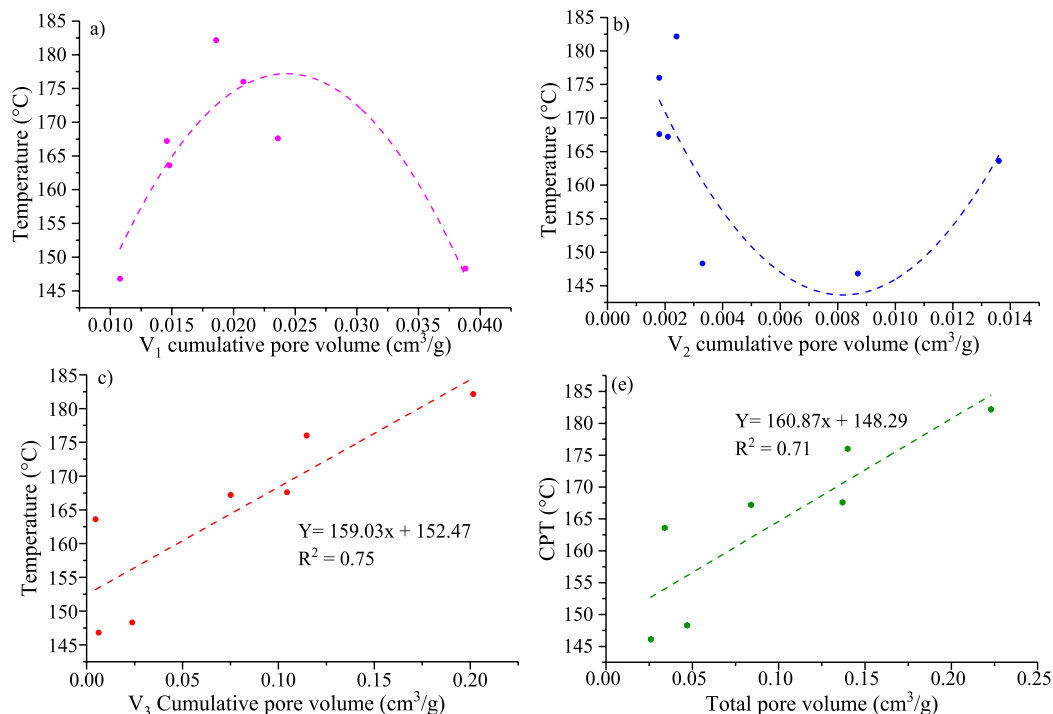 a)
Temperature (°C)
185
180
175
170
165
160
155
150
145
0.010 0.015 0.020 0.025 0.030 0.035 0.040
V₁ cumulative pore volume (cm³/g)
b)
Temperature (°C)
185
180
175
170
165
160
155
150
145
0.000 0.002 0.004 0.006 0.008 0.010 0.012 0.014
V₂ cumulative pore volume (cm³/g)
c)
Temperature (°C)
185
180
175
170
165
160
155
150
145
Y= 159.03x + 152.47
R² = 0.75
0.00 0.05 0.10 0.15 0.20
V₃ Cumulative pore volume (cm³/g)
(e)
CPT (°C)
185
180
175
170
165
160
155
150
145
Y= 160.87x + 148.29
R² = 0.71
0.00 0.05 0.10 0.15 0.20 0.25
Total pore volume (cm³/g)